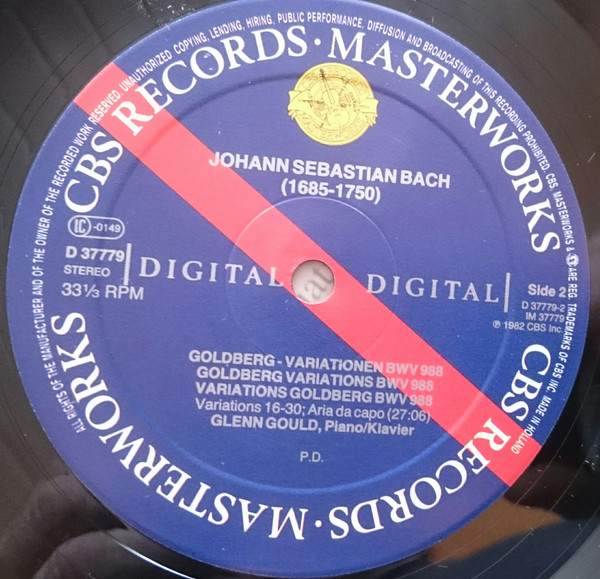 ALL RIGHTS OF THE MANUFACTURER AND OF THE OWNER OF THE RECORDED WORK RESERVED. UNAUTHORIZED COPYING, LENDING, HIRING, PUBLIC PERFORMANCE, DIFFUSION AND BROADCASTING OF THIS RECORDING PROHIBITED. CBS, MASTERWORKS & ARE REG. TRADEMARKS OF CBS INC. MADE IN HOLLAND
CBS RECORDS · MASTERWORKS
CBS RECORDS · MASTERWORKS
JOHANN SEBASTIAN BACH
(1685-1750)
LC -0149
D 37779
STEREO
33⅓ RPM
DIGITAL
DIGITAL
Side 2
D 37779-2
IM 37779
℗ 1982 CBS Inc.
GOLDBERG - VARIATIONEN BWV 988
GOLDBERG VARIATIONS BWV 988
VARIATIONS GOLDBERG BWV 988
Variations 16-30; Aria da capo (27:06)
GLENN GOULD, Piano/Klavier
P.D.